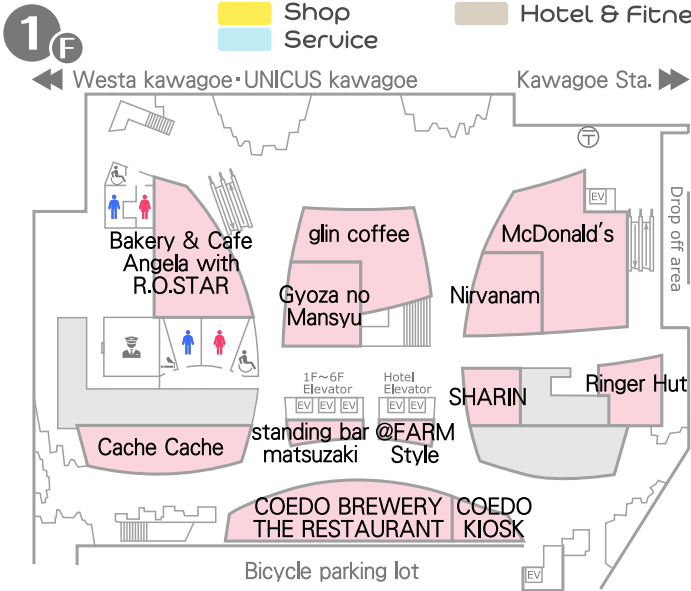 1F
Shop
Service
Hotel & Fitne
Westa kawagoe・UNICUS kawagoe
Kawagoe Sta.
〒
EV
Drop off area
Bakery & Cafe
Angela with
R.O.STAR
glin coffee
McDonald's
Gyoza no
Mansyu
Nirvanam
1F～6F
Elevator
EV EV EV
Hotel
Elevator
EV EV
SHARIN
Ringer Hut
Cache Cache
standing bar
matsuzaki
@FARM
Style
COEDO BREWERY
THE RESTAURANT
COEDO
KIOSK
Bicycle parking lot
EV